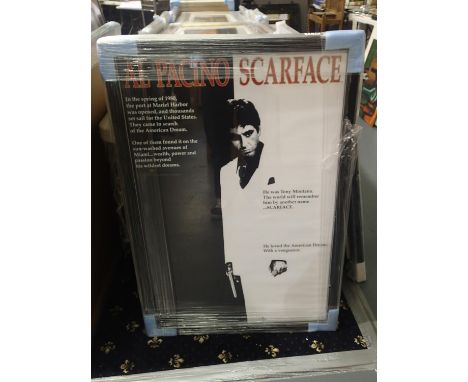 AL PACINO SCARFACE
In the spring of 1980,
the port at Mariel Harbor
was opened, and thousands
set sail for the United States.
They came in search
of the American Dream.
One of them found it on the
sun-washed avenues of
Miami...wealth, power and
passion beyond
his wildest dreams.
He was Tony Montana.
The world will remember
him by another name
...SCARFACE
He loved the American Dream.
With a vengeance.